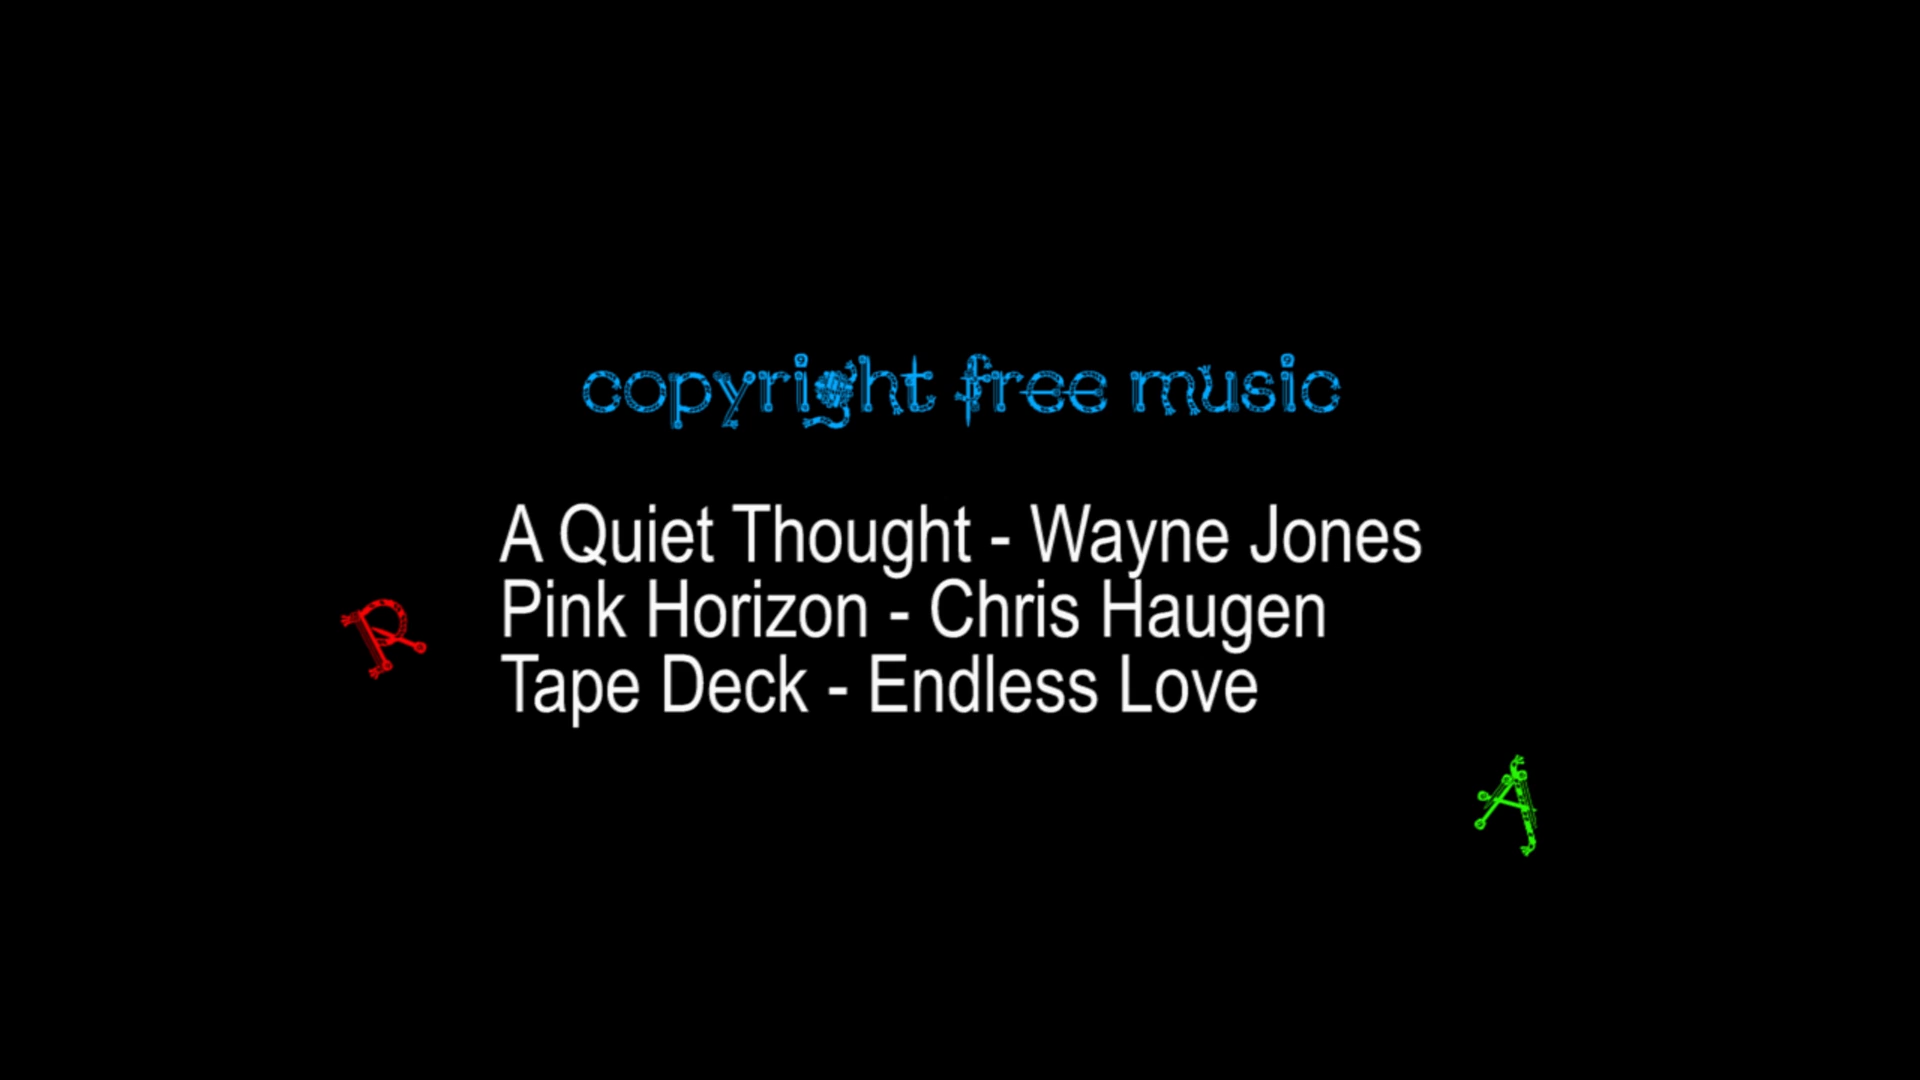 copyright free music
A Quiet Thought - Wayne Jones
Pink Horizon - Chris Haugen
R
Tape Deck - Endless Love
A